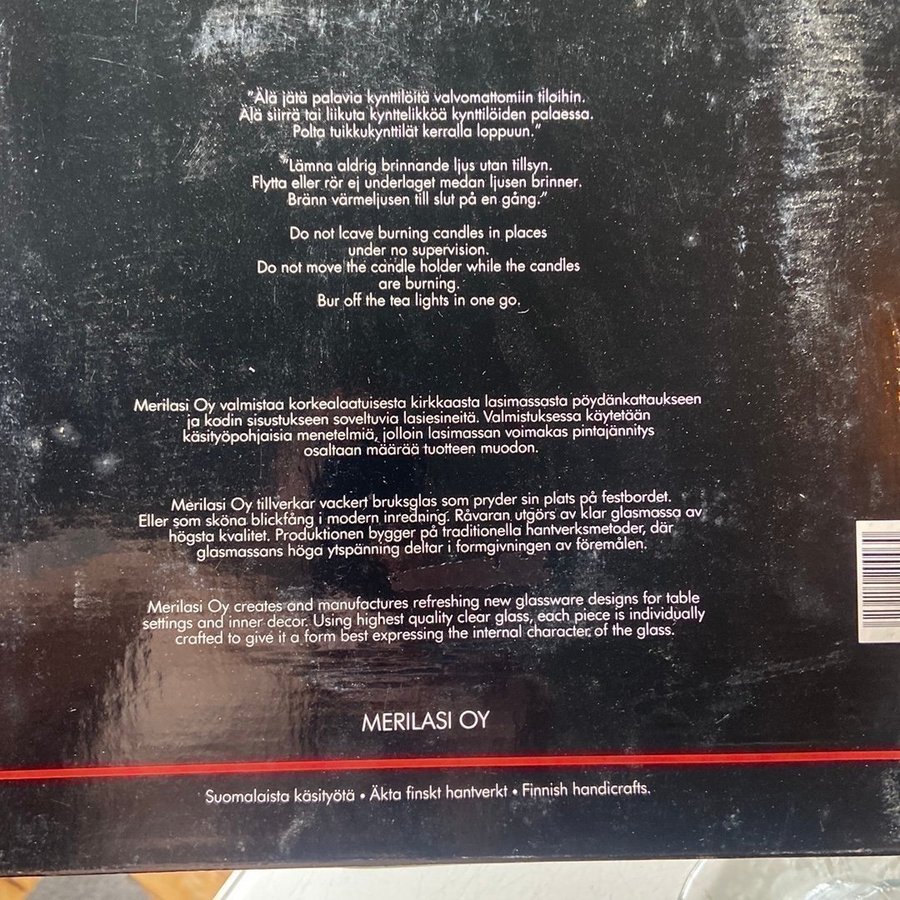 "Älä jätä palavia kynttilöitä valvomattomiin tiloihin.
Älä siirrä tai liikuta kynttelikköä kynttilöiden palaessa.
Polta tuikkukynttilät kerralla loppuun."
"Lämna aldrig brinnande ljus utan tillsyn.
Flytta eller rör ej underlaget medan ljusen brinner.
Bränn värmeljusen till slut på en gång."
Do not lcave burning candles in places
under no supervision.
Do not move the candle holder while the candles
are burning.
Bur off the tea lights in one go.
Merilasi Oy valmistaa korkealaatuisesta kirkkaasta lasimassasta pöydänkattaukseen
ja kodin sisustukseen soveltuvia lasiesineitä. Valmistuksessa käytetään
käsityöpohjaisia menetelmiä, jolloin lasimassan voimakas pintajännitys
osaltaan määrää tuotteen muodon.
Merilasi Oy tillverkar vackert bruksglas som pryder sin plats på festbordet.
Eller som sköna blickfång i modern inredning. Råvaran utgörs av klar glasmassa av
högsta kvalitet. Produktionen bygger på traditionella hantverksmetoder, där
glasmassans höga ytspänning deltar i formgivningen av föremålen.
Merilasi Oy creates and manufactures refreshing new glassware designs for table
settings and inner decor. Using highest quality clear glass, each piece is individually
crafted to give it a form best expressing the internal character of the glass.
MERILASI OY
Suomalaista käsityötä • Äkta finskt hantverkt • Finnish handicrafts.